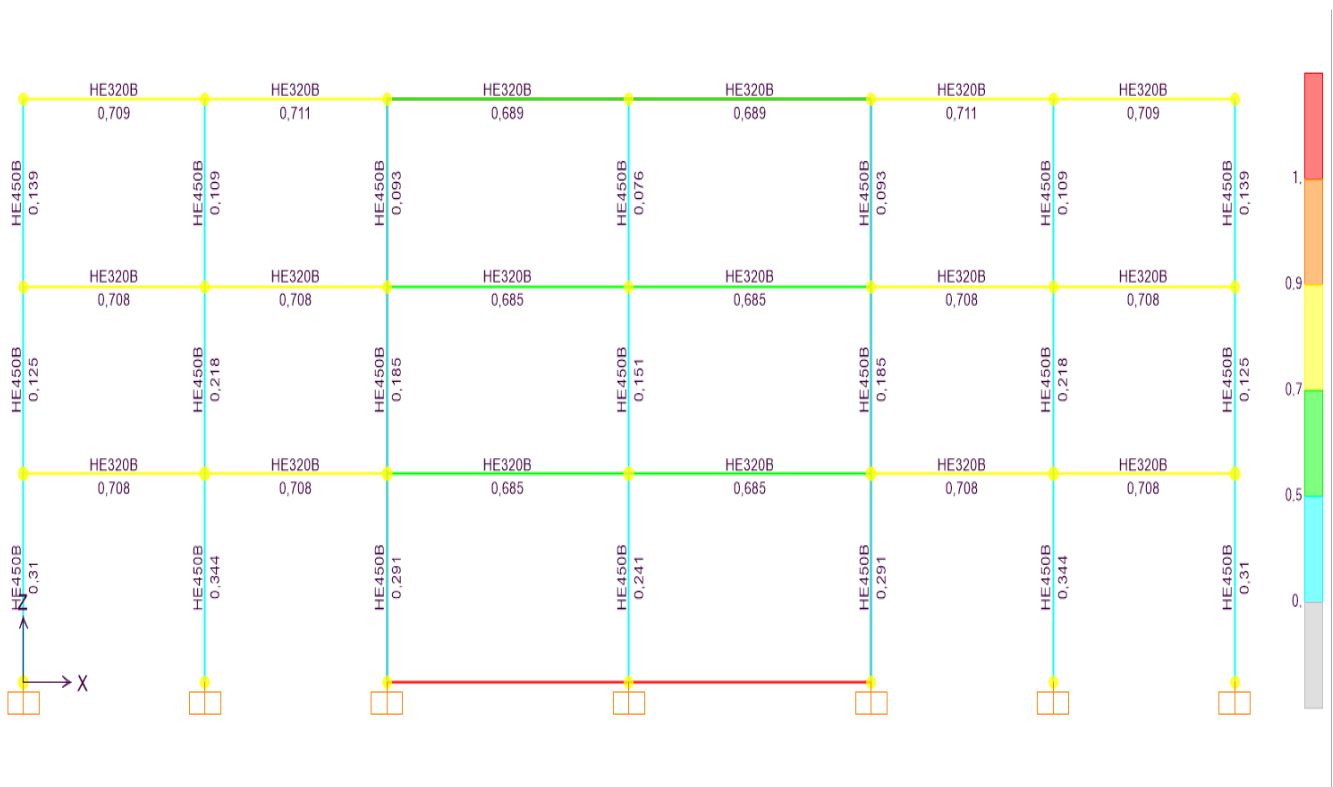 HE320B HE320B HE320B HE320B HE320B HE320B
0,709 0,711 0,689 0,689 0,711 0,709
HE450B HE450B HE450B HE450B HE450B HE450B HE450B
0,139 0,109 0,093 0,076 0,093 0,109 0,139
1,
HE320B HE320B HE320B HE320B HE320B HE320B
0,9
0,708 0,708 0,685 0,685 0,708 0,708
HE450B HE450B HE450B HE450B HE450B HE450B HE450B
0,125 0,218 0,185 0,151 0,185 0,218 0,125
0,7
HE320B HE320B HE320B HE320B HE320B HE320B
0,708 0,708 0,685 0,685 0,708 0,708
0,5
HE450B HE450B HE450B HE450B HE450B HE450B HE450B
0,31 0,344 0,291 0,241 0,291 0,344 0,31
0,
Z
X